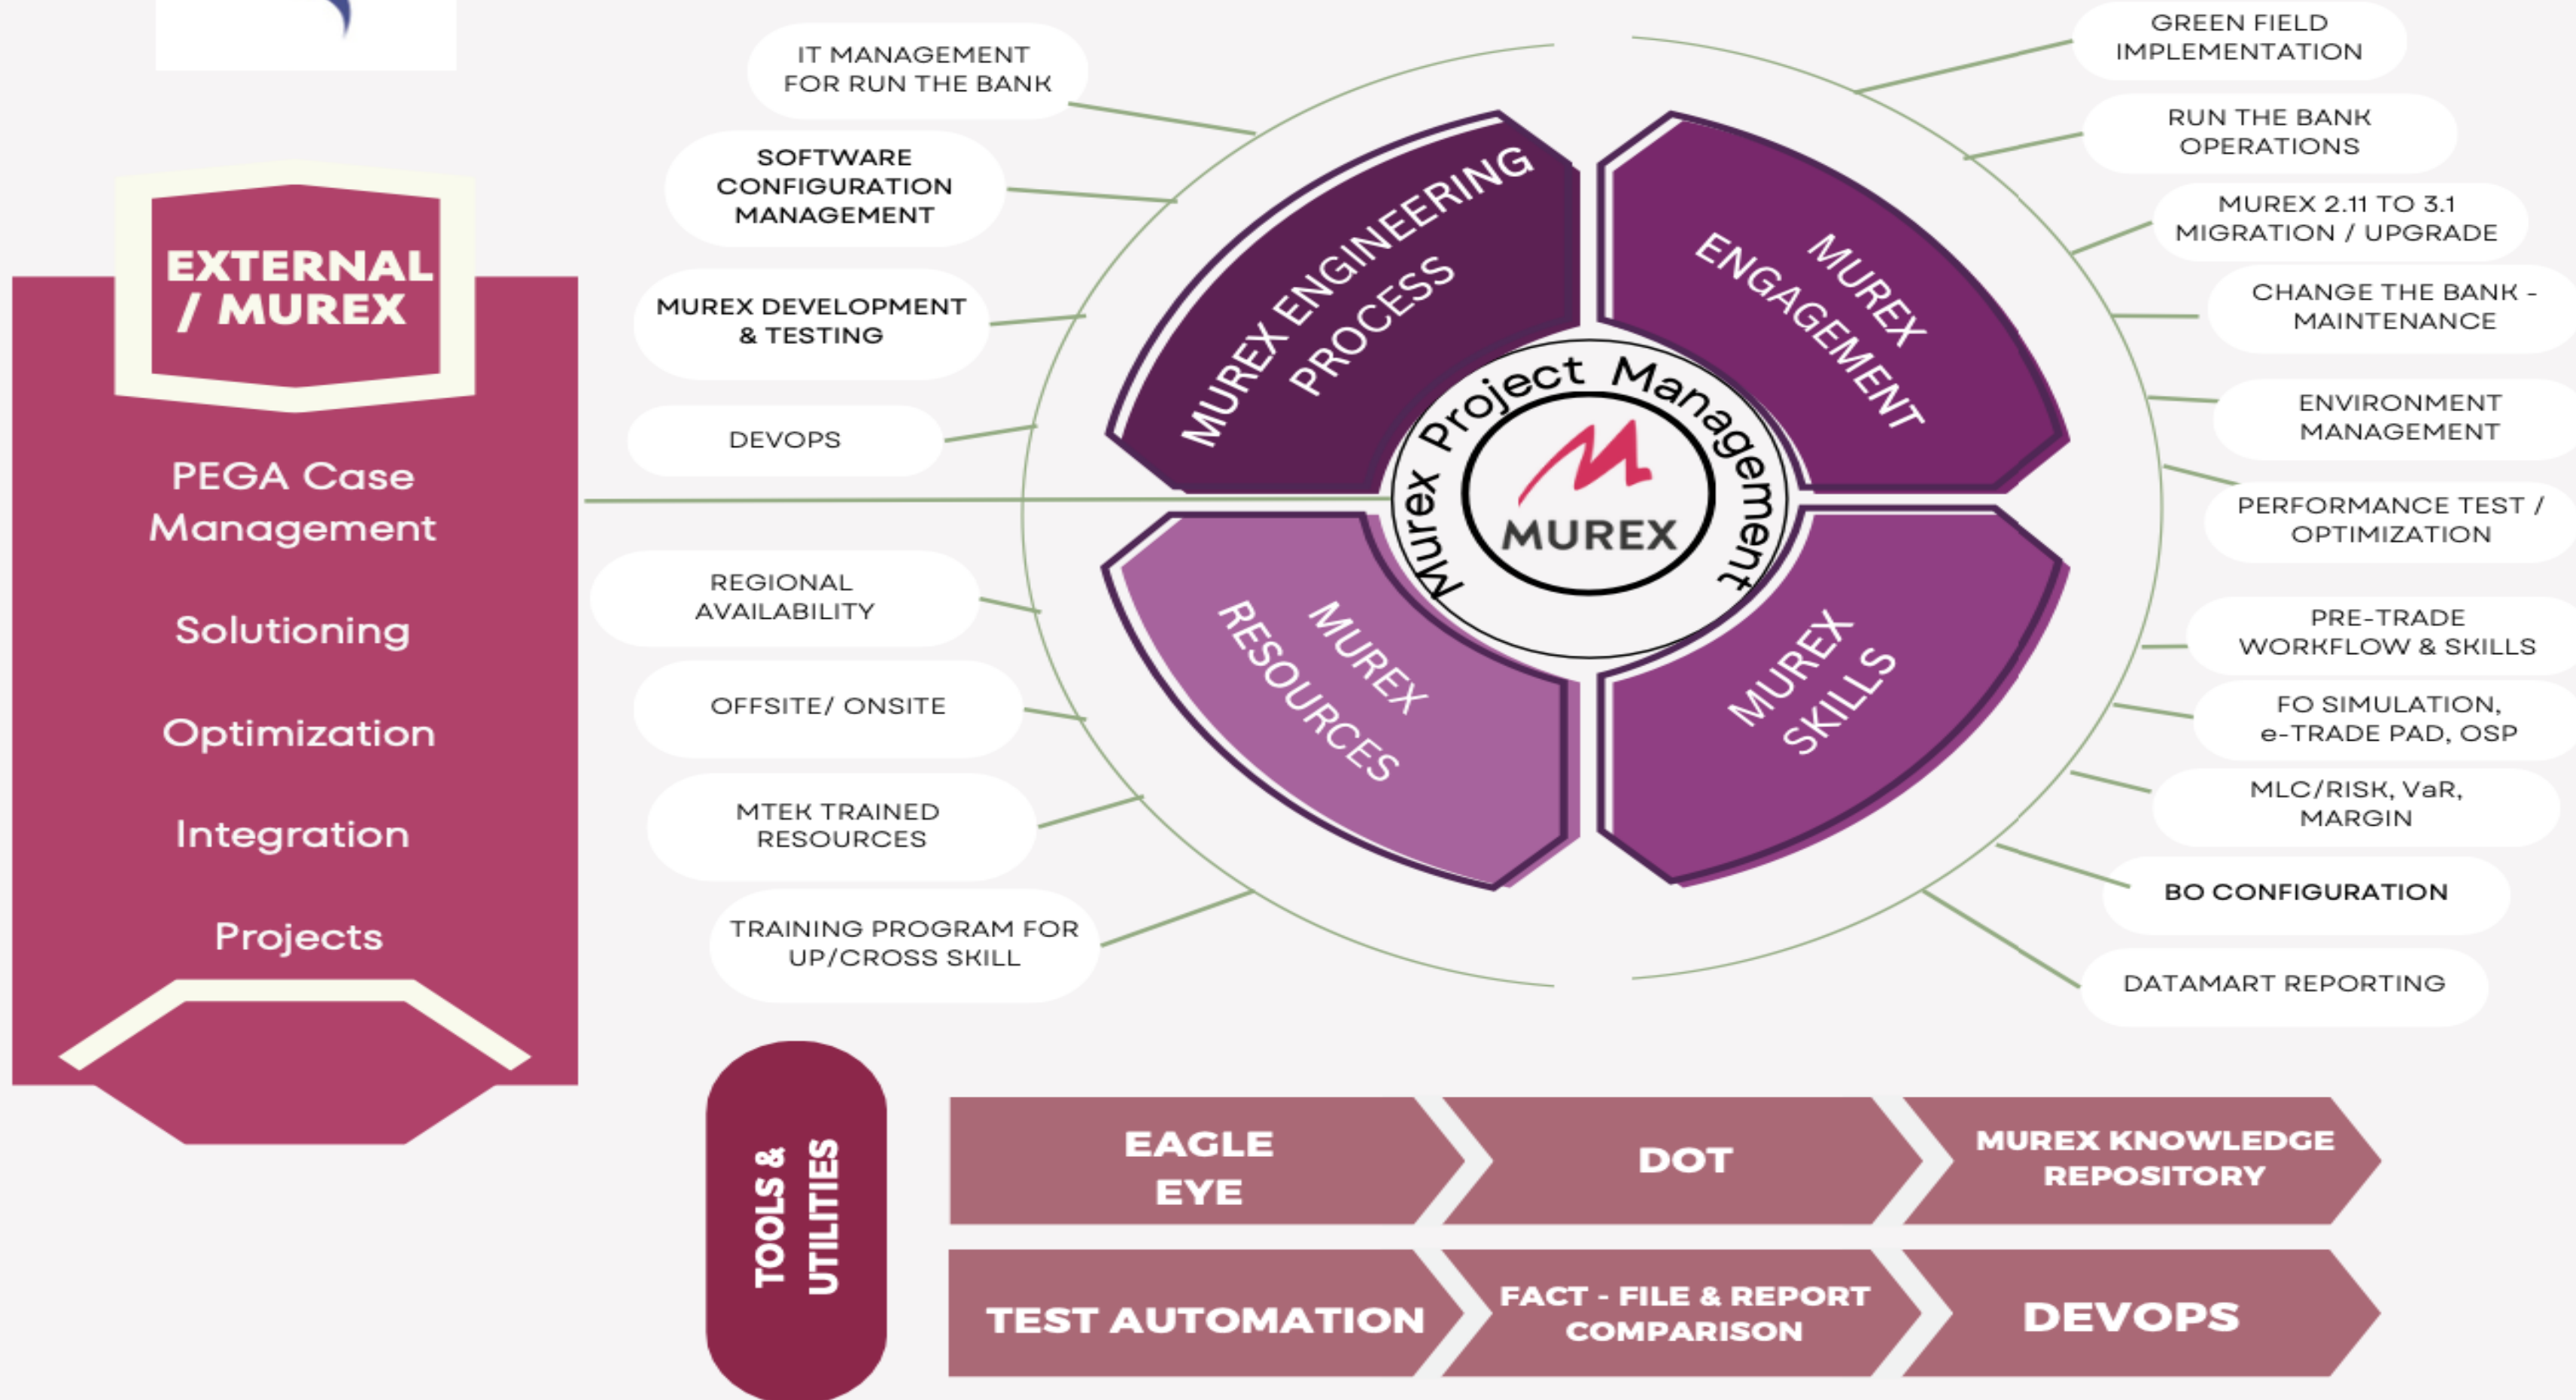 EXTERNAL
/ MUREX
PEGA Case
Management
Solutioning
Optimization
Integration
Projects
IT MANAGEMENT
FOR RUN THE BANK
SOFTWARE
CONFIGURATION
MANAGEMENT
MUREX DEVELOPMENT
& TESTING
DEVOPS
REGIONAL
AVAILABILITY
OFFSITE/ ONSITE
MTEK TRAINED
RESOURCES
TRAINING PROGRAM FOR
UP/CROSS SKILL
MUREX ENGINEERING
PROCESS
MUREX
ENGAGEMENT
Murex Project Management
MUREX
MUREX
RESOURCES
MUREX
SKILLS
GREEN FIELD
IMPLEMENTATION
RUN THE BANK
OPERATIONS
MUREX 2.11 TO 3.1
MIGRATION / UPGRADE
CHANGE THE BANK -
MAINTENANCE
ENVIRONMENT
MANAGEMENT
PERFORMANCE TEST /
OPTIMIZATION
PRE-TRADE
WORKFLOW & SKILLS
FO SIMULATION,
e-TRADE PAD, OSP
MLC/RISK, VaR,
MARGIN
BO CONFIGURATION
DATAMART REPORTING
TOOLS &
UTILITIES
EAGLE
EYE
DOT
MUREX KNOWLEDGE
REPOSITORY
TEST AUTOMATION
FACT - FILE & REPORT
COMPARISON
DEVOPS